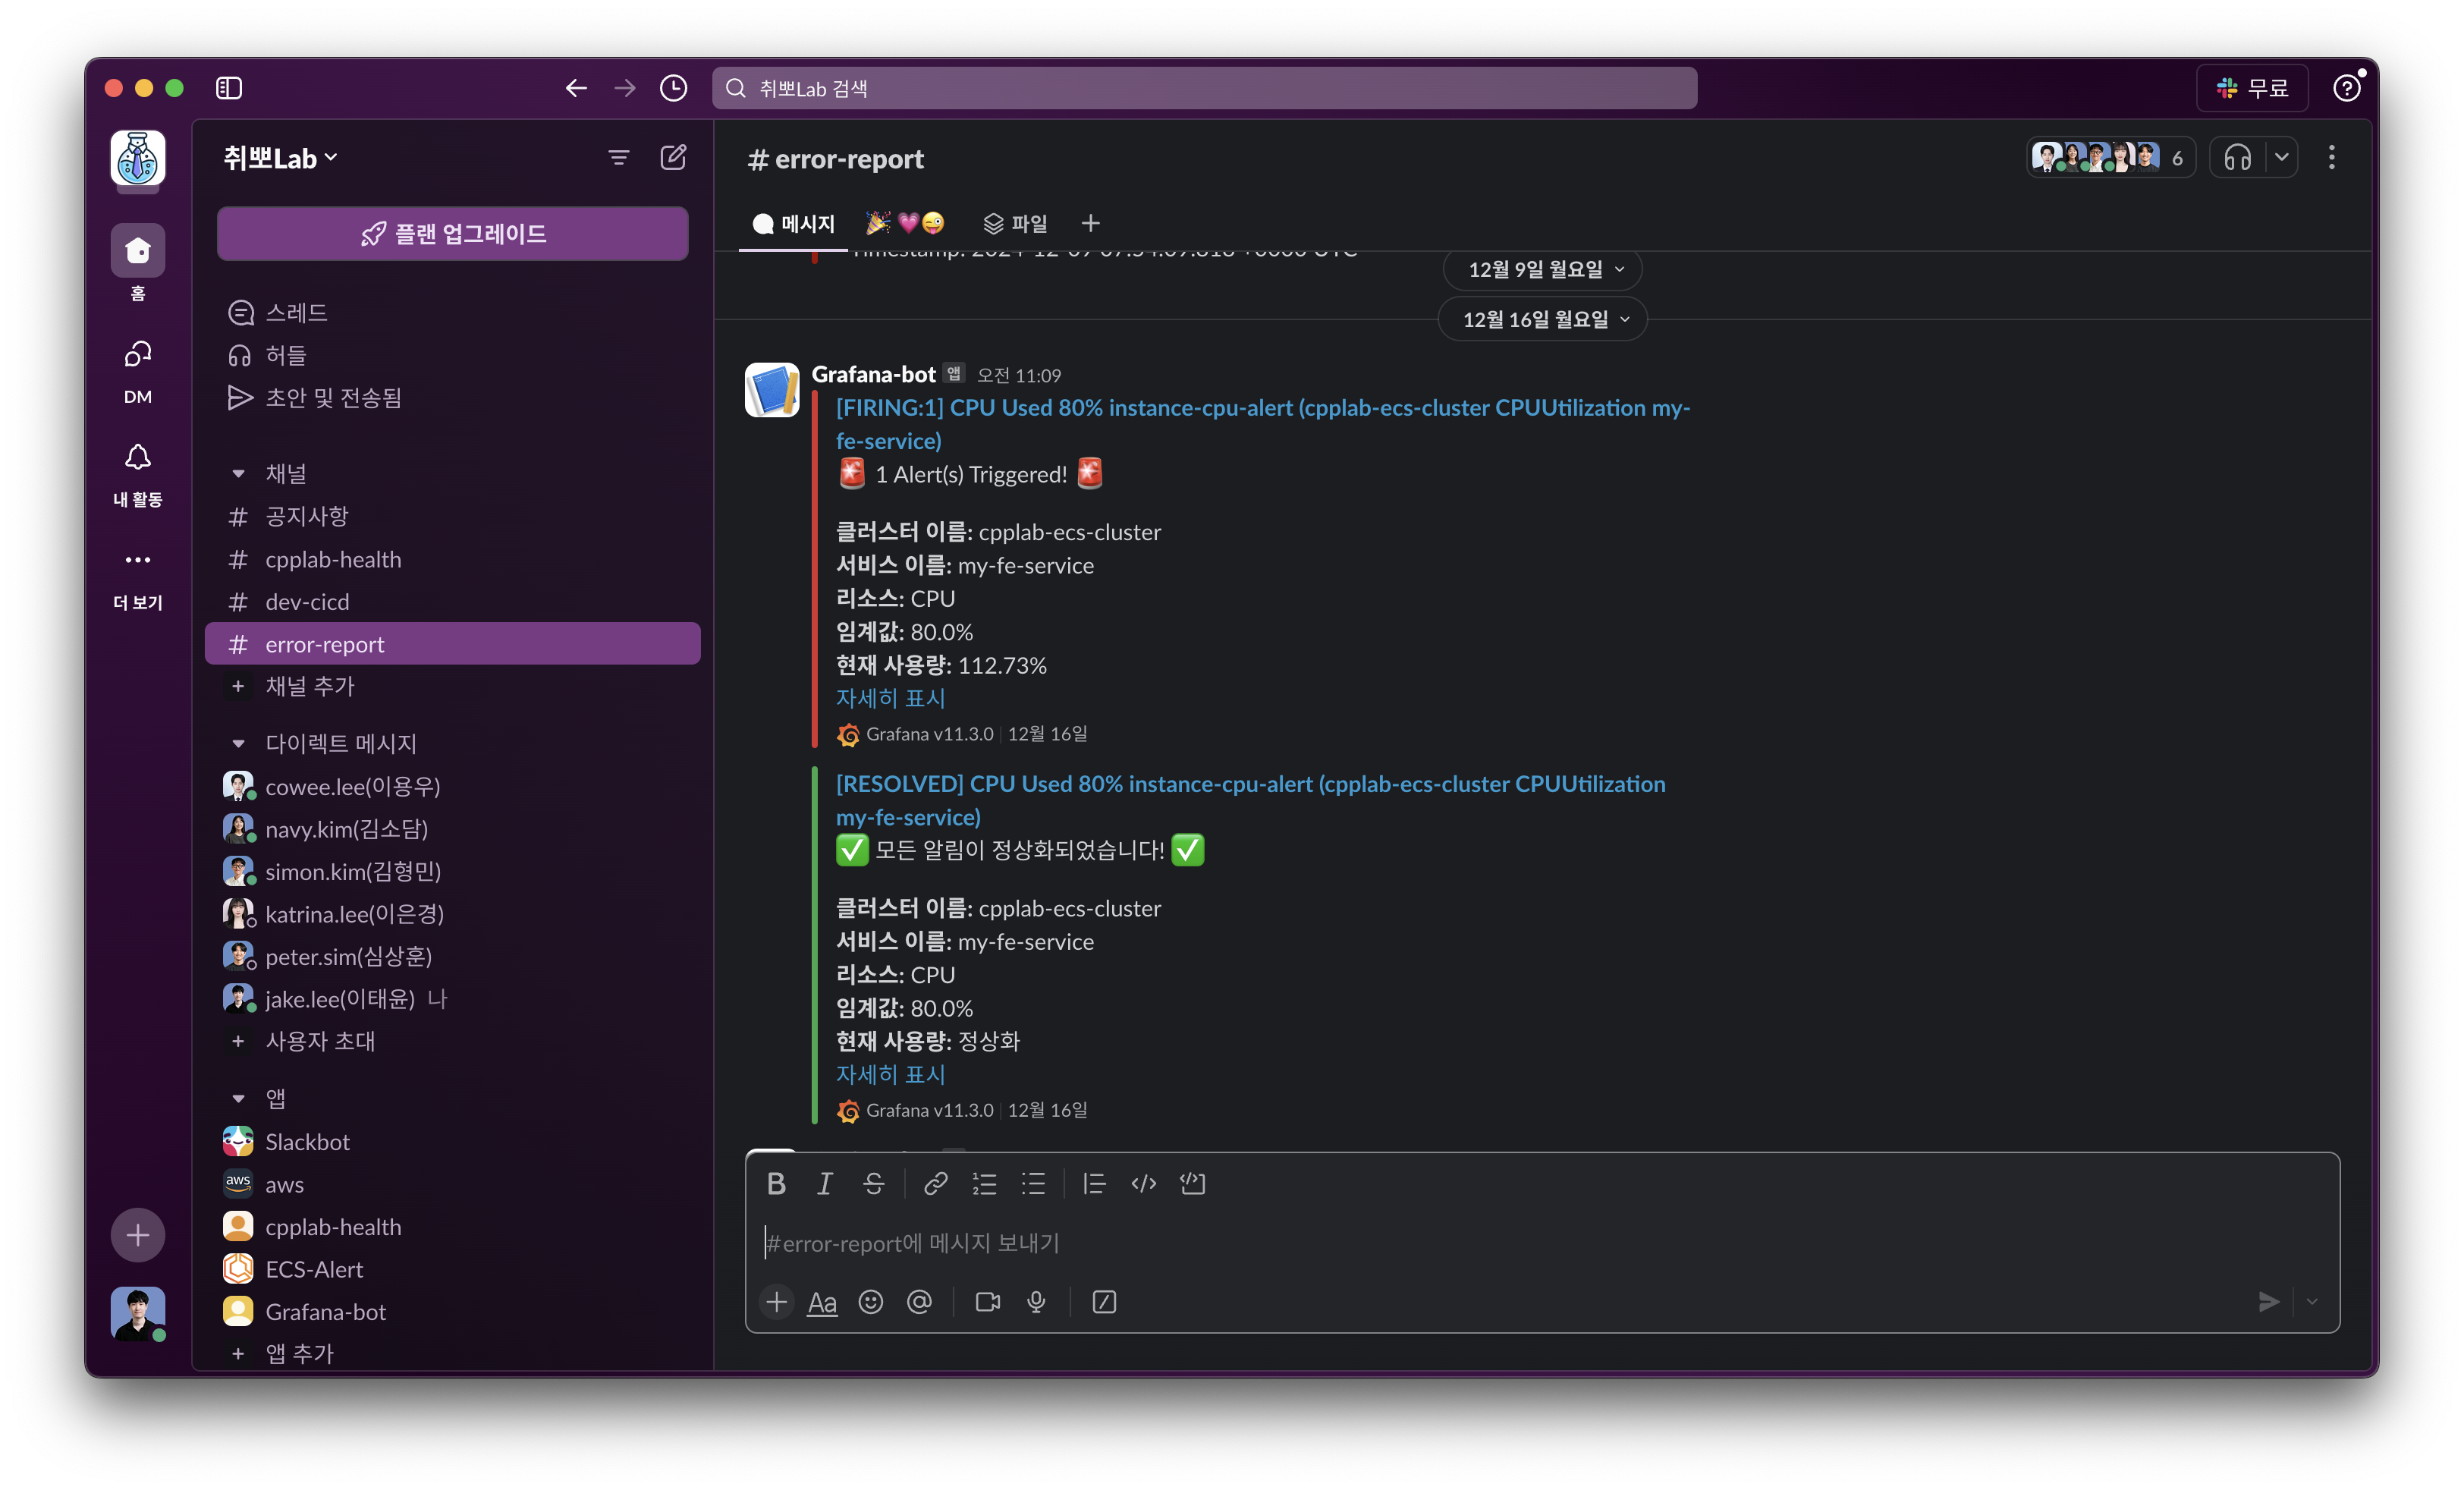 취뽀Lab 검색
무료
홈
DM
내 활동
더 보기
취뽀Lab
플랜 업그레이드
스레드
허들
초안 및 전송됨
채널
# 공지사항
# cpplab-health
# dev-cicd
# error-report
+ 채널 추가
다이렉트 메시지
cowee.lee(이용우)
navy.kim(김소담)
simon.kim(김형민)
katrina.lee(이은경)
peter.sim(심상훈)
jake.lee(이태윤) 나
+ 사용자 초대
앱
Slackbot
aws
aws
cpplab-health
ECS-Alert
Grafana-bot
+ 앱 추가
# error-report
6
메시지
🎉💗😜
파일
Timestamp: 2024-12-09 07:54:09.818 +0000 UTC
12월 9일 월요일
12월 16일 월요일
Grafana-bot 앱 오전 11:09
[FIRING:1] CPU Used 80% instance-cpu-alert (cpplab-ecs-cluster CPUUtilization my-
fe-service)
🚨 1 Alert(s) Triggered! 🚨
클러스터 이름: cpplab-ecs-cluster
서비스 이름: my-fe-service
리소스: CPU
임계값: 80.0%
현재 사용량: 112.73%
자세히 표시
Grafana v11.3.0 | 12월 16일
[RESOLVED] CPU Used 80% instance-cpu-alert (cpplab-ecs-cluster CPUUtilization
my-fe-service)
✅ 모든 알림이 정상화되었습니다! ✅
클러스터 이름: cpplab-ecs-cluster
서비스 이름: my-fe-service
리소스: CPU
임계값: 80.0%
현재 사용량: 정상화
자세히 표시
Grafana v11.3.0 | 12월 16일
#error-report에 메시지 보내기
Aa